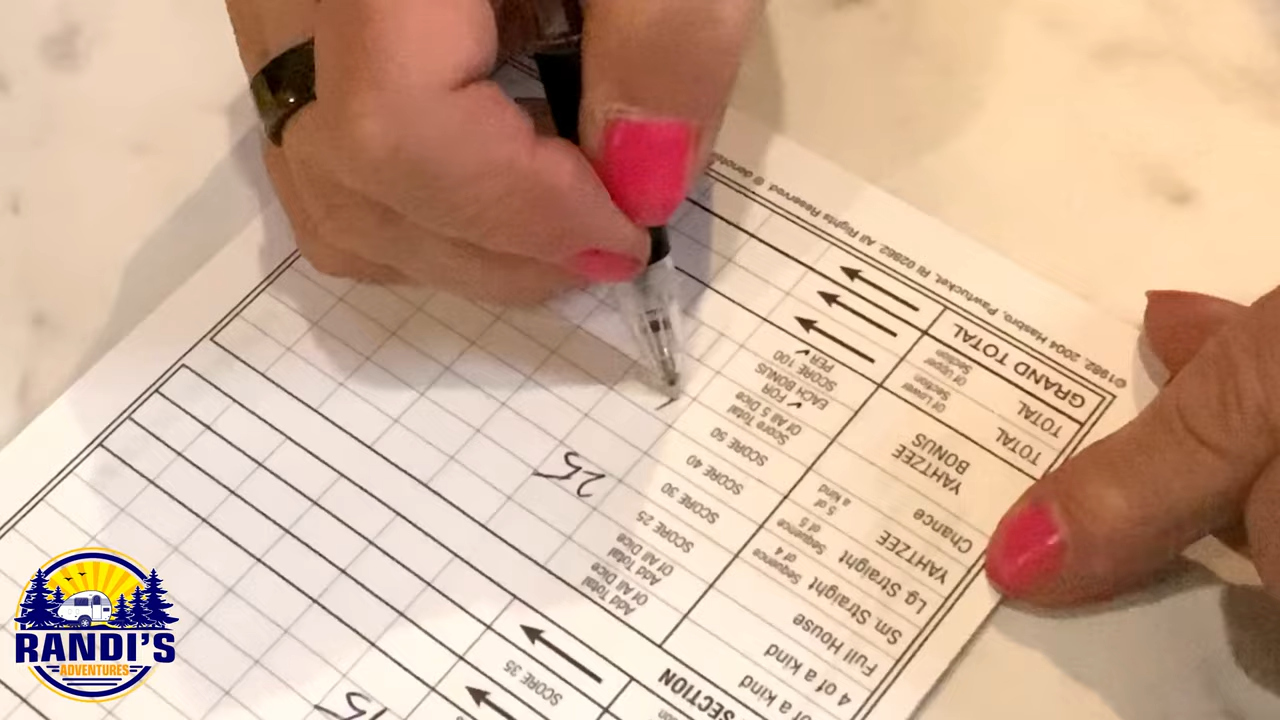 15
SCORE 35
SECTION
a kind Add Total Of All Dice
4 of a kind Add Total Of All Dice
Full House SCORE 25 25
Sm. Straight Sequence of 4 SCORE 30
Lg Straight Sequence of 5 SCORE 40
YAHTZEE 5 of a kind SCORE 50
Chance Score Total Of All 5 Dice
YAHTZEE BONUS ✓ FOR EACH BONUS
SCORE 100 PER ✓
TOTAL Of Lower Section
TOTAL Of Upper Section
GRAND TOTAL
©1982, 2004 Hasbro, Pawtucket, RI 02862. All Rights Reserved. ®
RANDI'S
ADVENTURES